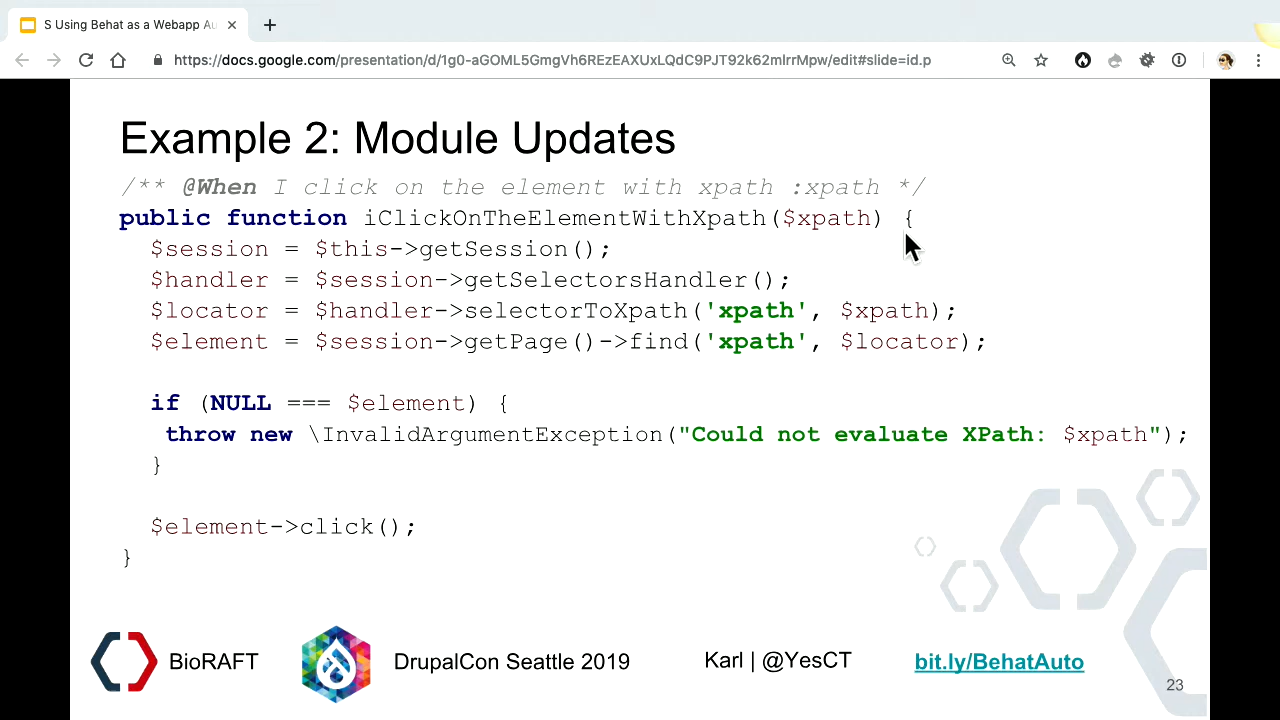 S Using Behat as a Webapp Au
https://docs.google.com/presentation/d/1g0-aGOML5GmgVh6REzEAXUxLQdC9PJT92k62mIrrMpw/edit#slide=id.p
Example 2: Module Updates
/** @When I click on the element with xpath :xpath */
public function iClickOnTheElementWithXpath($xpath) {
$session = $this->getSession();
$handler = $session->getSelectorsHandler();
$locator = $handler->selectorToXpath('xpath', $xpath);
$element = $session->getPage()->find('xpath', $locator);
if (NULL === $element) {
throw new \InvalidArgumentException("Could not evaluate XPath: $xpath");
}
$element->click();
}
BioRAFT
DrupalCon Seattle 2019
Karl | @YesCT
bit.ly/BehatAuto
23